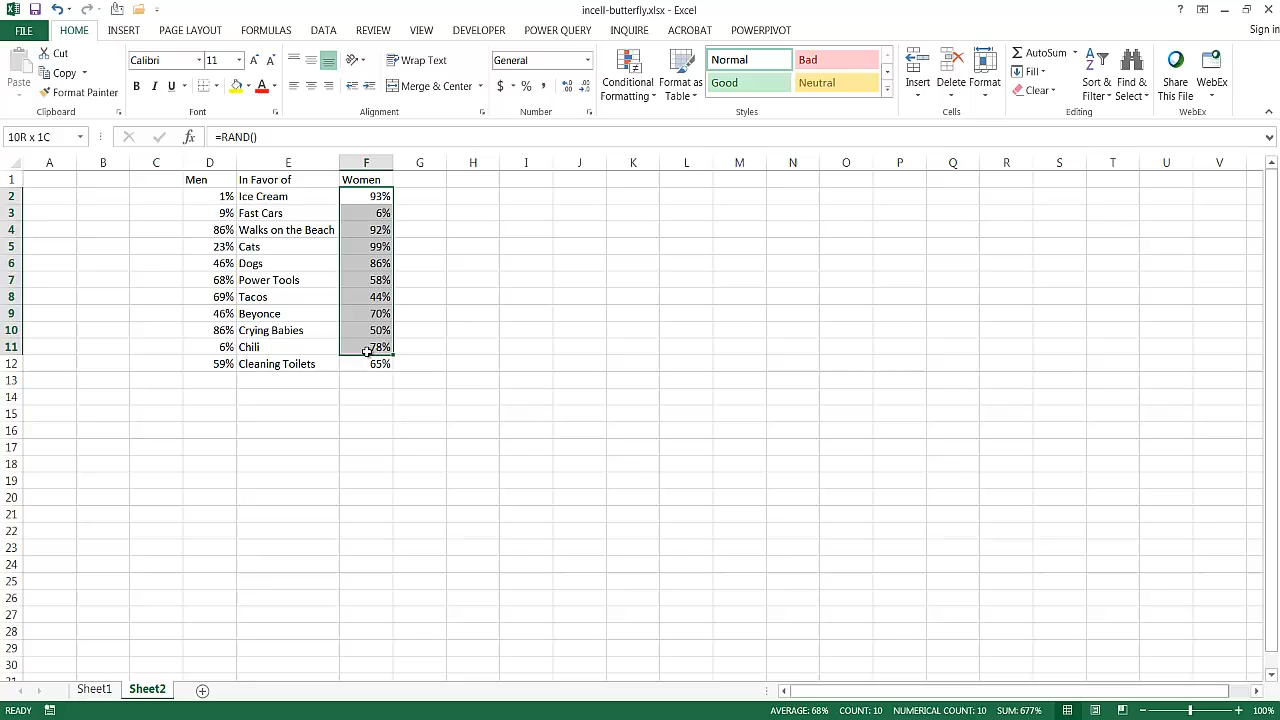 incell-butterfly.xlsx - Excel
? Sign in
FILE HOME INSERT PAGE LAYOUT FORMULAS DATA REVIEW VIEW DEVELOPER POWER QUERY INQUIRE ACROBAT POWERPIVOT
Paste
Cut
Copy
Format Painter
Clipboard
Calibri 11
B I U
Font
Wrap Text
Merge & Center
Alignment
General
$ % ,
Number
Conditional Formatting
Format as Table
Normal Bad
Good Neutral
Styles
Insert Delete Format
Cells
AutoSum
Fill
Clear
Sort & Filter
Find & Select
Editing
Share This File
WebEx
WebEx
10R x 1C fx =RAND()
A B C D E F G H I J K L M N O P Q R S T U V
1 Men In Favor of Women
2 1% Ice Cream 93%
3 9% Fast Cars 6%
4 86% Walks on the Beach 92%
5 23% Cats 99%
6 46% Dogs 86%
7 68% Power Tools 58%
8 69% Tacos 44%
9 46% Beyonce 70%
10 86% Crying Babies 50%
11 6% Chili 78%
12 59% Cleaning Toilets 65%
13
14
15
16
17
18
19
20
21
22
23
24
25
26
27
28
29
30
Sheet1 Sheet2
READY AVERAGE: 68% COUNT: 10 NUMERICAL COUNT: 10 SUM: 677% 100%